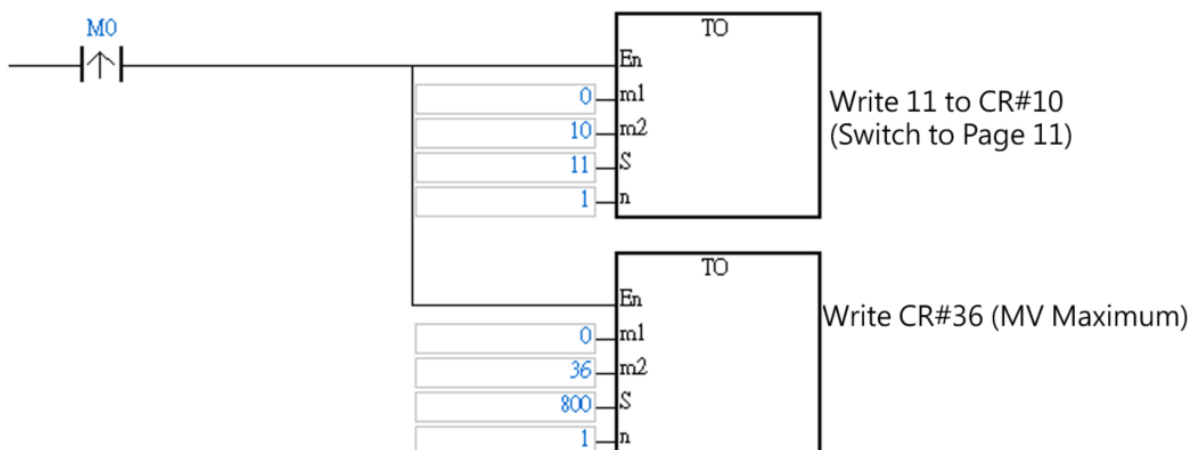 M0
TO
En
0 m1
10 m2
11 S
1 n
Write 11 to CR#10
(Switch to Page 11)
TO
En
0 m1
36 m2
800 S
1 n
Write CR#36 (MV Maximum)